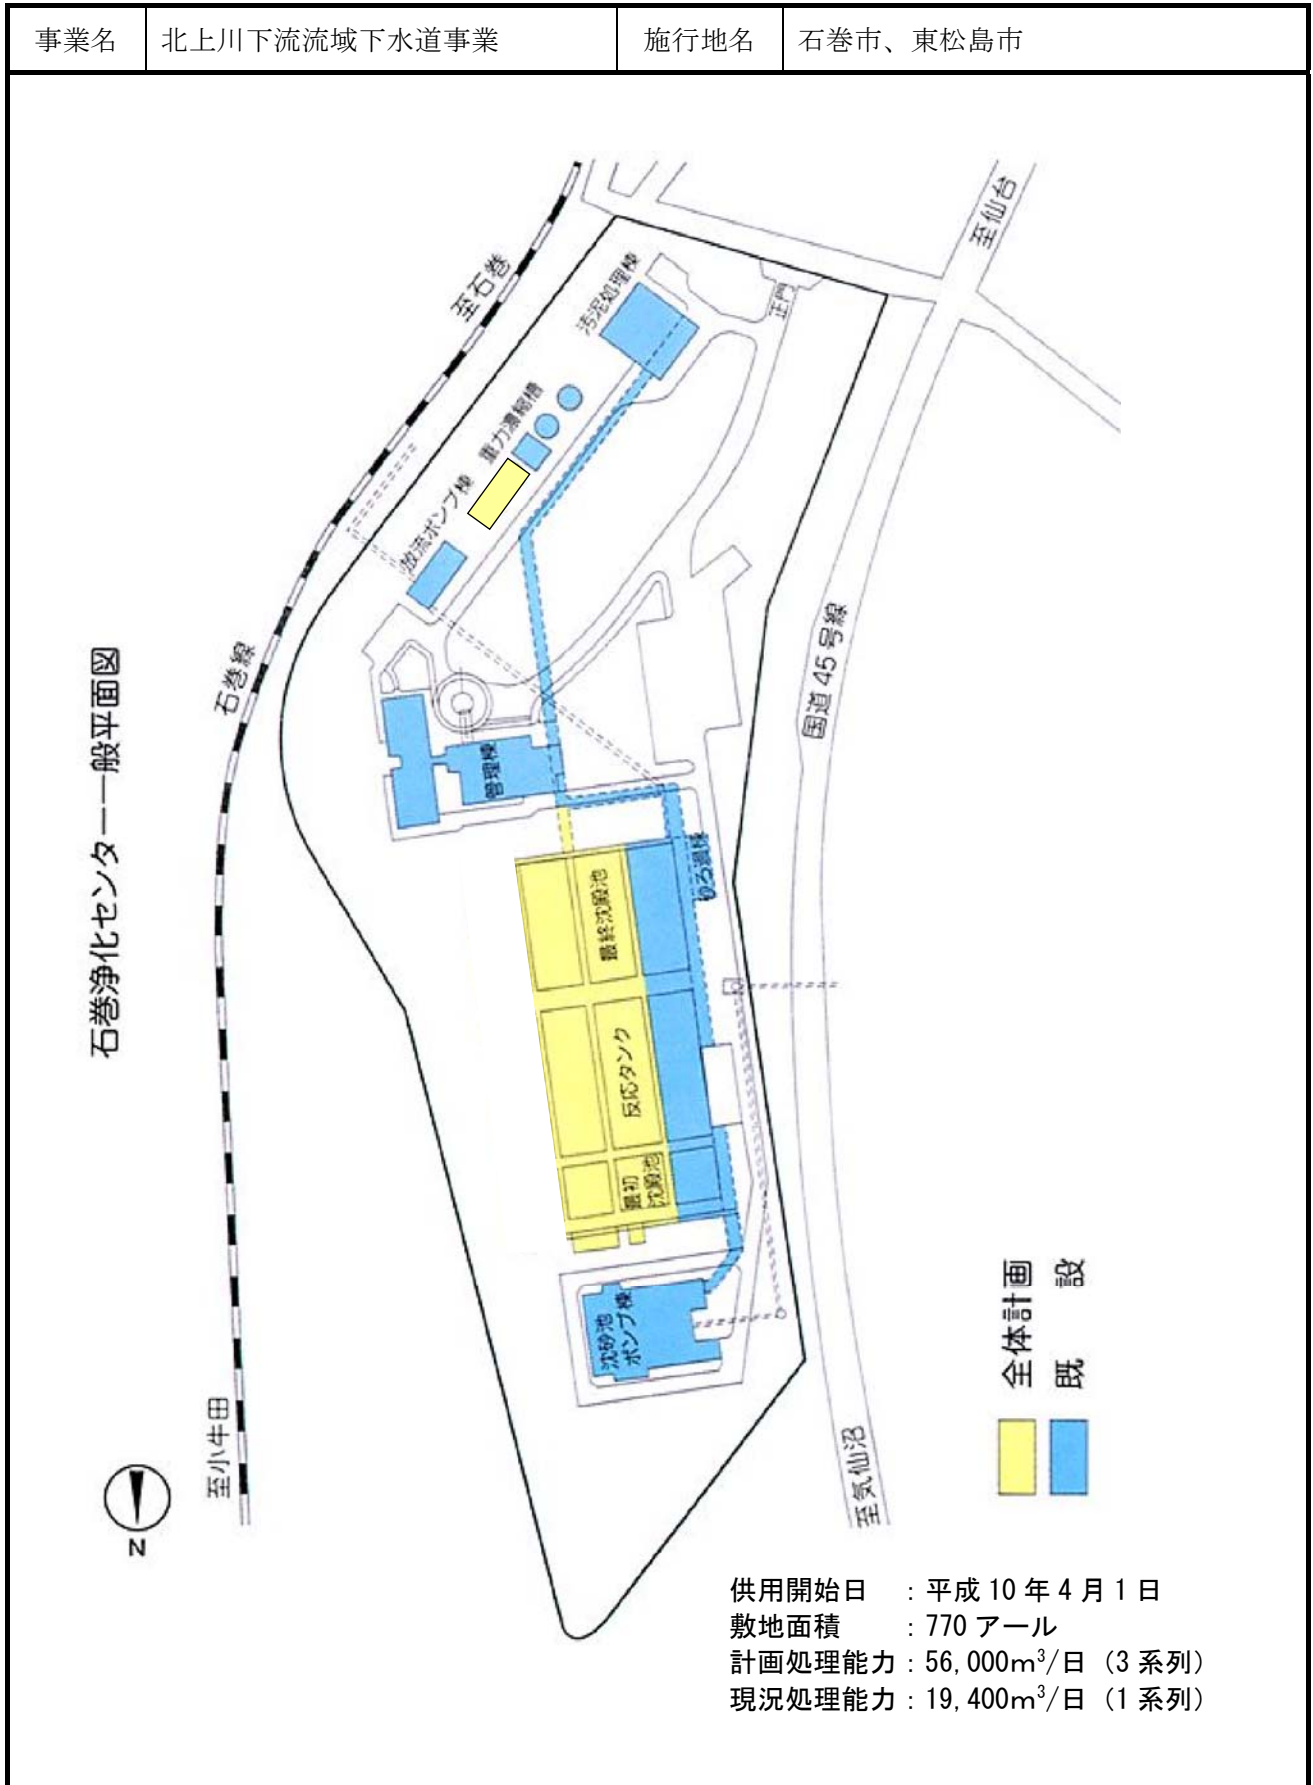 事業名 北上川下流流域下水道事業 施行地名 石巻市、東松島市
石巻浄化センター一般平面図
至石巻
至仙台
汚泥処理棟
正門
重力濃縮槽
放流ポンプ棟
石巻線
国道45号線
管理棟
砂ろ過棟
最終沈殿池
反応タンク
最初
沈殿池
沈砂池
ポンプ棟
至小牛田
至気仙沼
N
全体計画
既設
供用開始日 :平成10年4月1日
敷地面積 :770アール
計画処理能力:56,000m³/日(3系列)
現況処理能力:19,400m³/日(1系列)